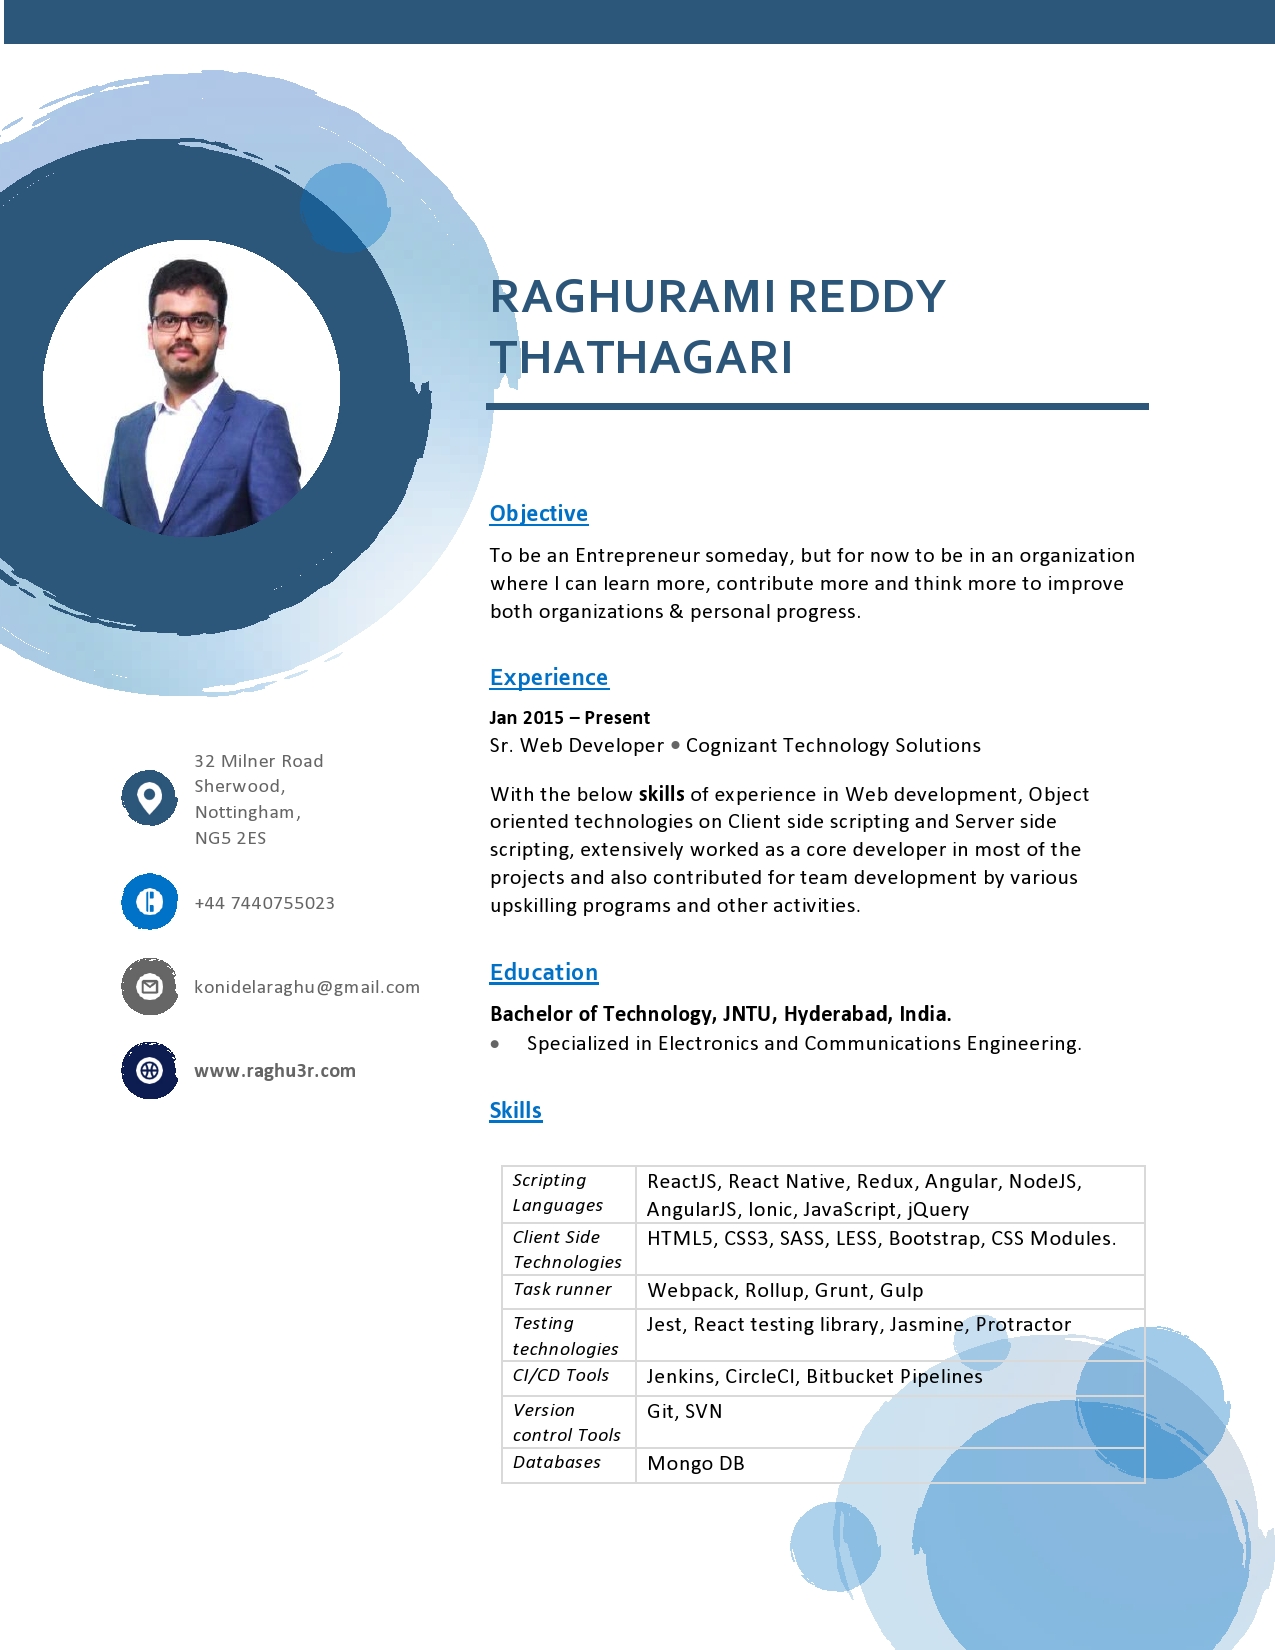 RAGHURAMI REDDY
THATHAGARI
32 Milner Road
Sherwood,
Nottingham,
NG5 2ES
+44 7440755023
konidelaraghu@gmail.com
www.raghu3r.com
Objective
To be an Entrepreneur someday, but for now to be in an organization
where I can learn more, contribute more and think more to improve
both organizations & personal progress.
Experience
Jan 2015 – Present
Sr. Web Developer • Cognizant Technology Solutions
With the below skills of experience in Web development, Object
oriented technologies on Client side scripting and Server side
scripting, extensively worked as a core developer in most of the
projects and also contributed for team development by various
upskilling programs and other activities.
Education
Bachelor of Technology, JNTU, Hyderabad, India.
• Specialized in Electronics and Communications Engineering.
Skills
Scripting
Languages
ReactJS, React Native, Redux, Angular, NodeJS,
AngularJS, Ionic, JavaScript, jQuery
Client Side
Technologies
HTML5, CSS3, SASS, LESS, Bootstrap, CSS Modules.
Task runner
Webpack, Rollup, Grunt, Gulp
Testing
technologies
Jest, React testing library, Jasmine, Protractor
CI/CD Tools
Jenkins, CircleCI, Bitbucket Pipelines
Version
control Tools
Git, SVN
Databases
Mongo DB